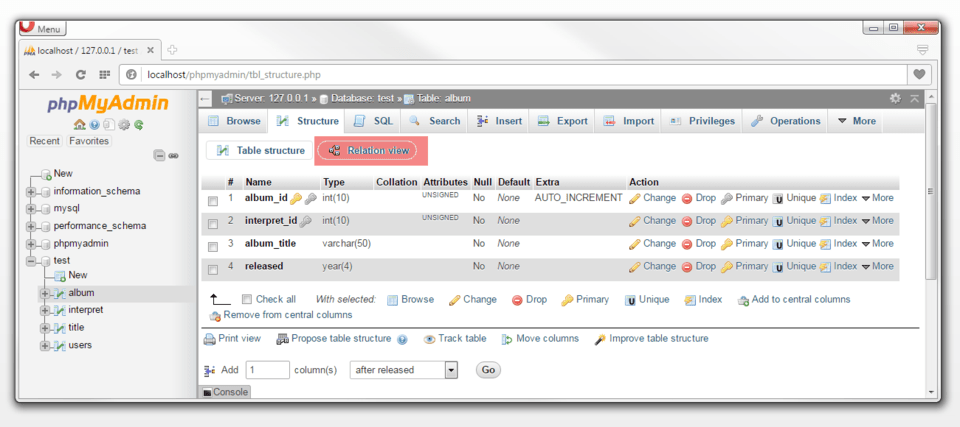 Menu
localhost / 127.0.0.1 / test
localhost/phpmyadmin/tbl_structure.php
phpMyAdmin
Recent Favorites
New
information_schema
mysql
performance_schema
phpmyadmin
test
New
album
interpret
title
users
Server: 127.0.0.1 » Database: test » Table: album
Browse Structure SQL Search Insert Export Import Privileges Operations More
Table structure Relation view
# Name Type Collation Attributes Null Default Extra Action
1 album_id int(10) UNSIGNED No None AUTO_INCREMENT Change Drop Primary Unique Index More
2 interpret_id int(10) UNSIGNED No None Change Drop Primary Unique Index More
3 album_title varchar(50) No None Change Drop Primary Unique Index More
4 released year(4) No None Change Drop Primary Unique Index More
Check all With selected: Browse Change Drop Primary Unique Index Add to central columns
Remove from central columns
Print view Propose table structure Track table Move columns Improve table structure
Add 1 column(s) after released Go
Console